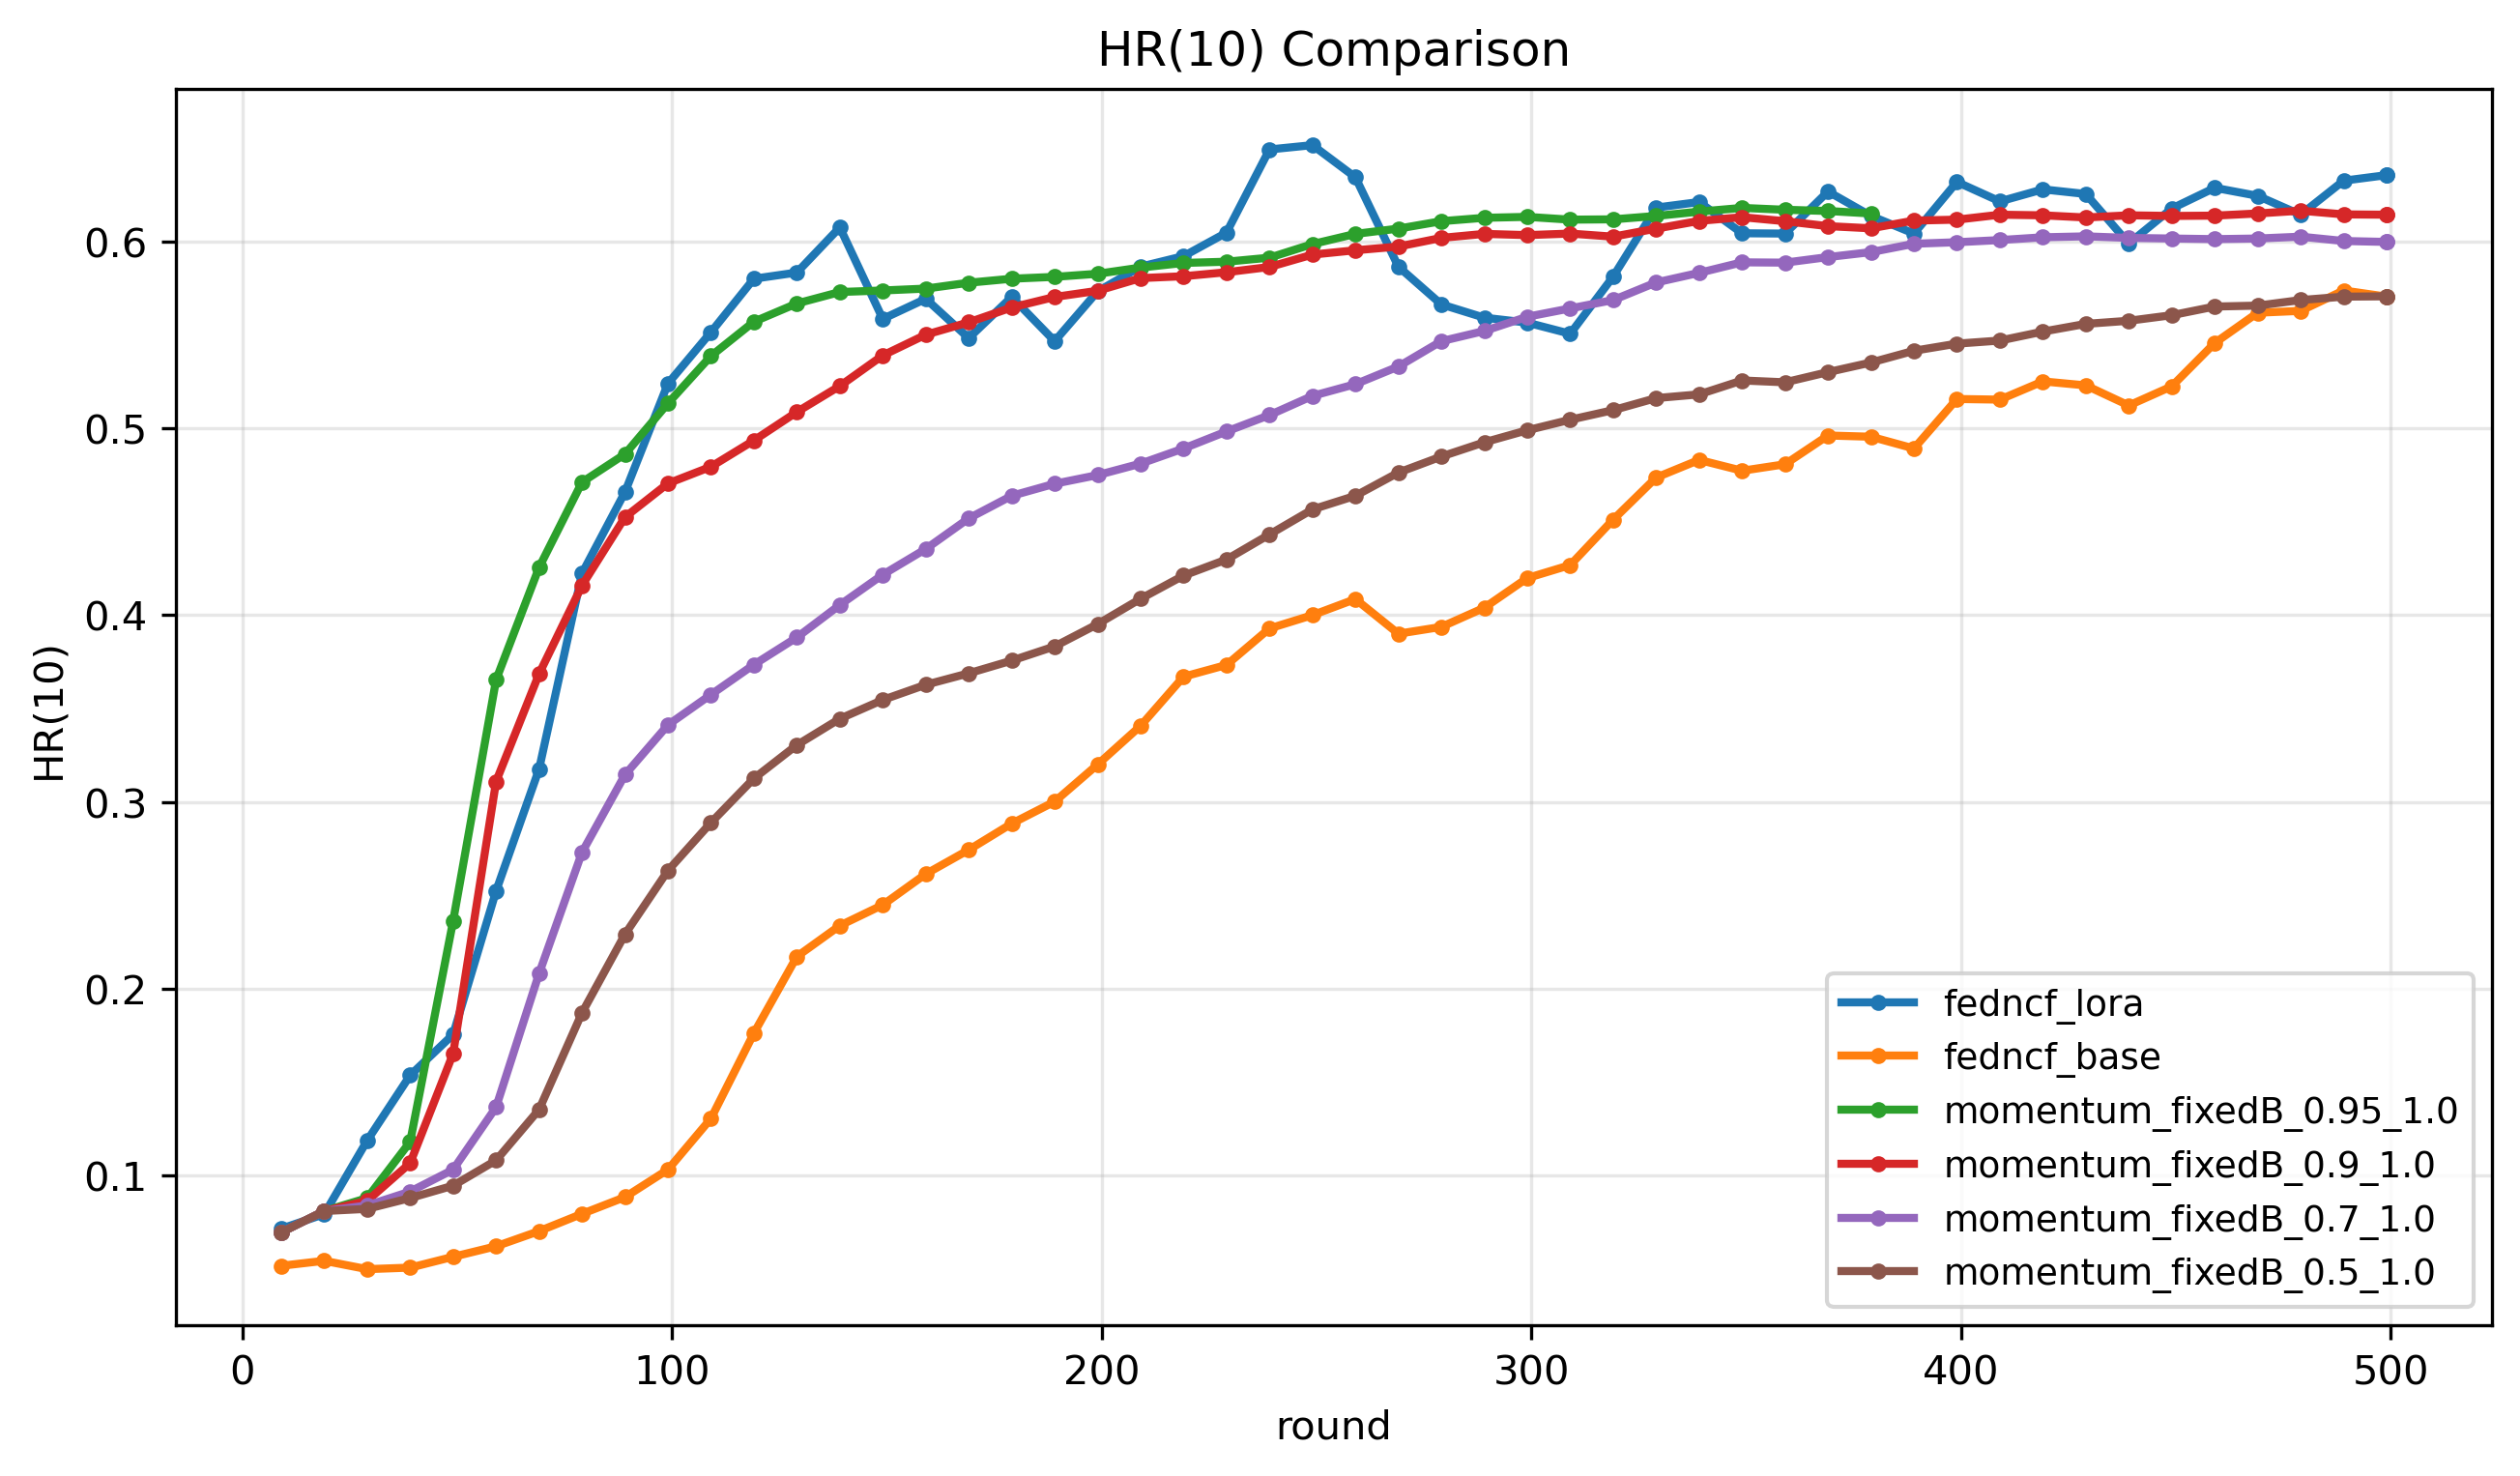 HR(10) Comparison
HR(10)
0.6
0.5
0.4
0.3
0.2
0.1
0
100
200
300
400
500
round
fedncf_lora
fedncf_base
momentum_fixedB_0.95_1.0
momentum_fixedB_0.9_1.0
momentum_fixedB_0.7_1.0
momentum_fixedB_0.5_1.0